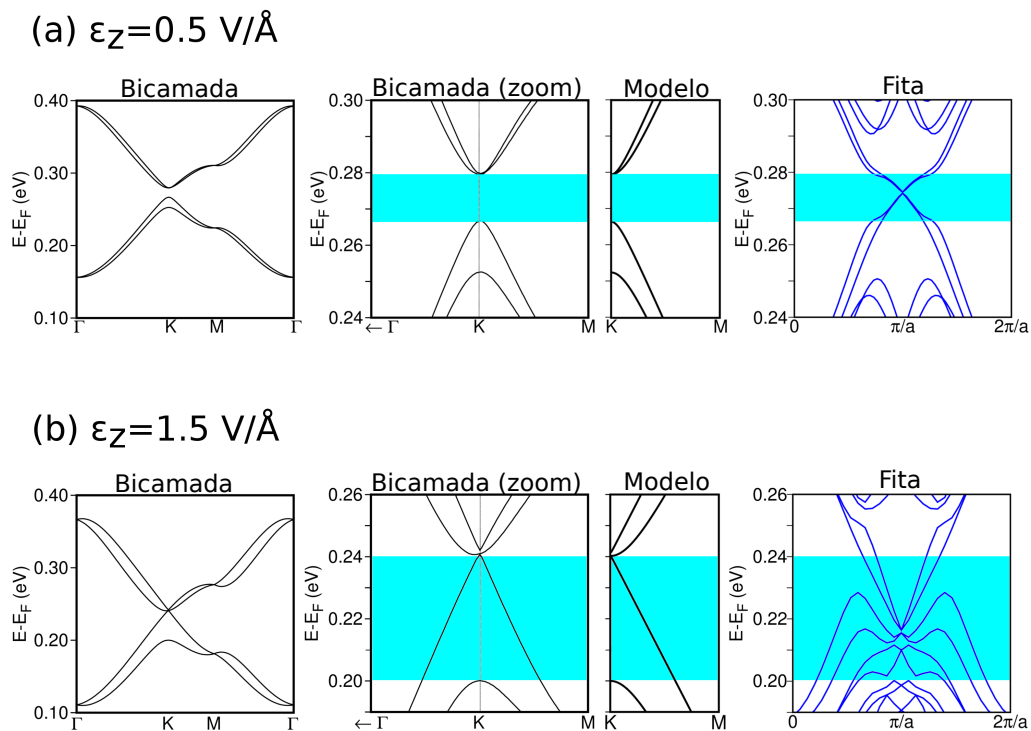 (a) εz=0.5 V/Å
Bicamada
Bicamada (zoom)
Modelo
Fita
E-EF (eV)
0.40
0.30
0.20
0.10
Γ
K
M
Γ
E-EF (eV)
0.30
0.28
0.26
0.24
← Γ
K
M
K
M
E-EF (eV)
0.30
0.28
0.26
0.24
0
π/a
2π/a
(b) εz=1.5 V/Å
Bicamada
Bicamada (zoom)
Modelo
Fita
E-EF (eV)
0.40
0.30
0.20
0.10
Γ
K
M
Γ
E-EF (eV)
0.26
0.24
0.22
0.20
← Γ
K
M
K
M
E-EF (eV)
0.26
0.24
0.22
0.20
0
π/a
2π/a